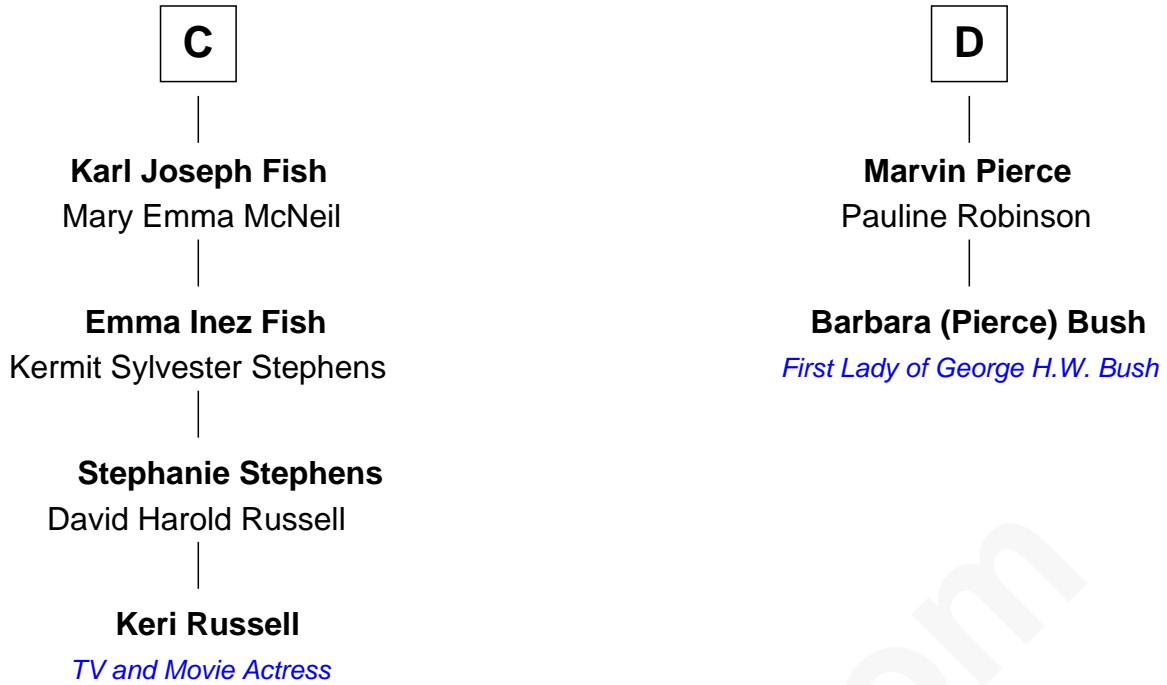 C
Karl Joseph Fish
Mary Emma McNeil
Emma Inez Fish
Kermit Sylvester Stephens
Stephanie Stephens
David Harold Russell
Keri Russell
TV and Movie Actress
D
Marvin Pierce
Pauline Robinson
Barbara (Pierce) Bush
First Lady of George H.W. Bush
om